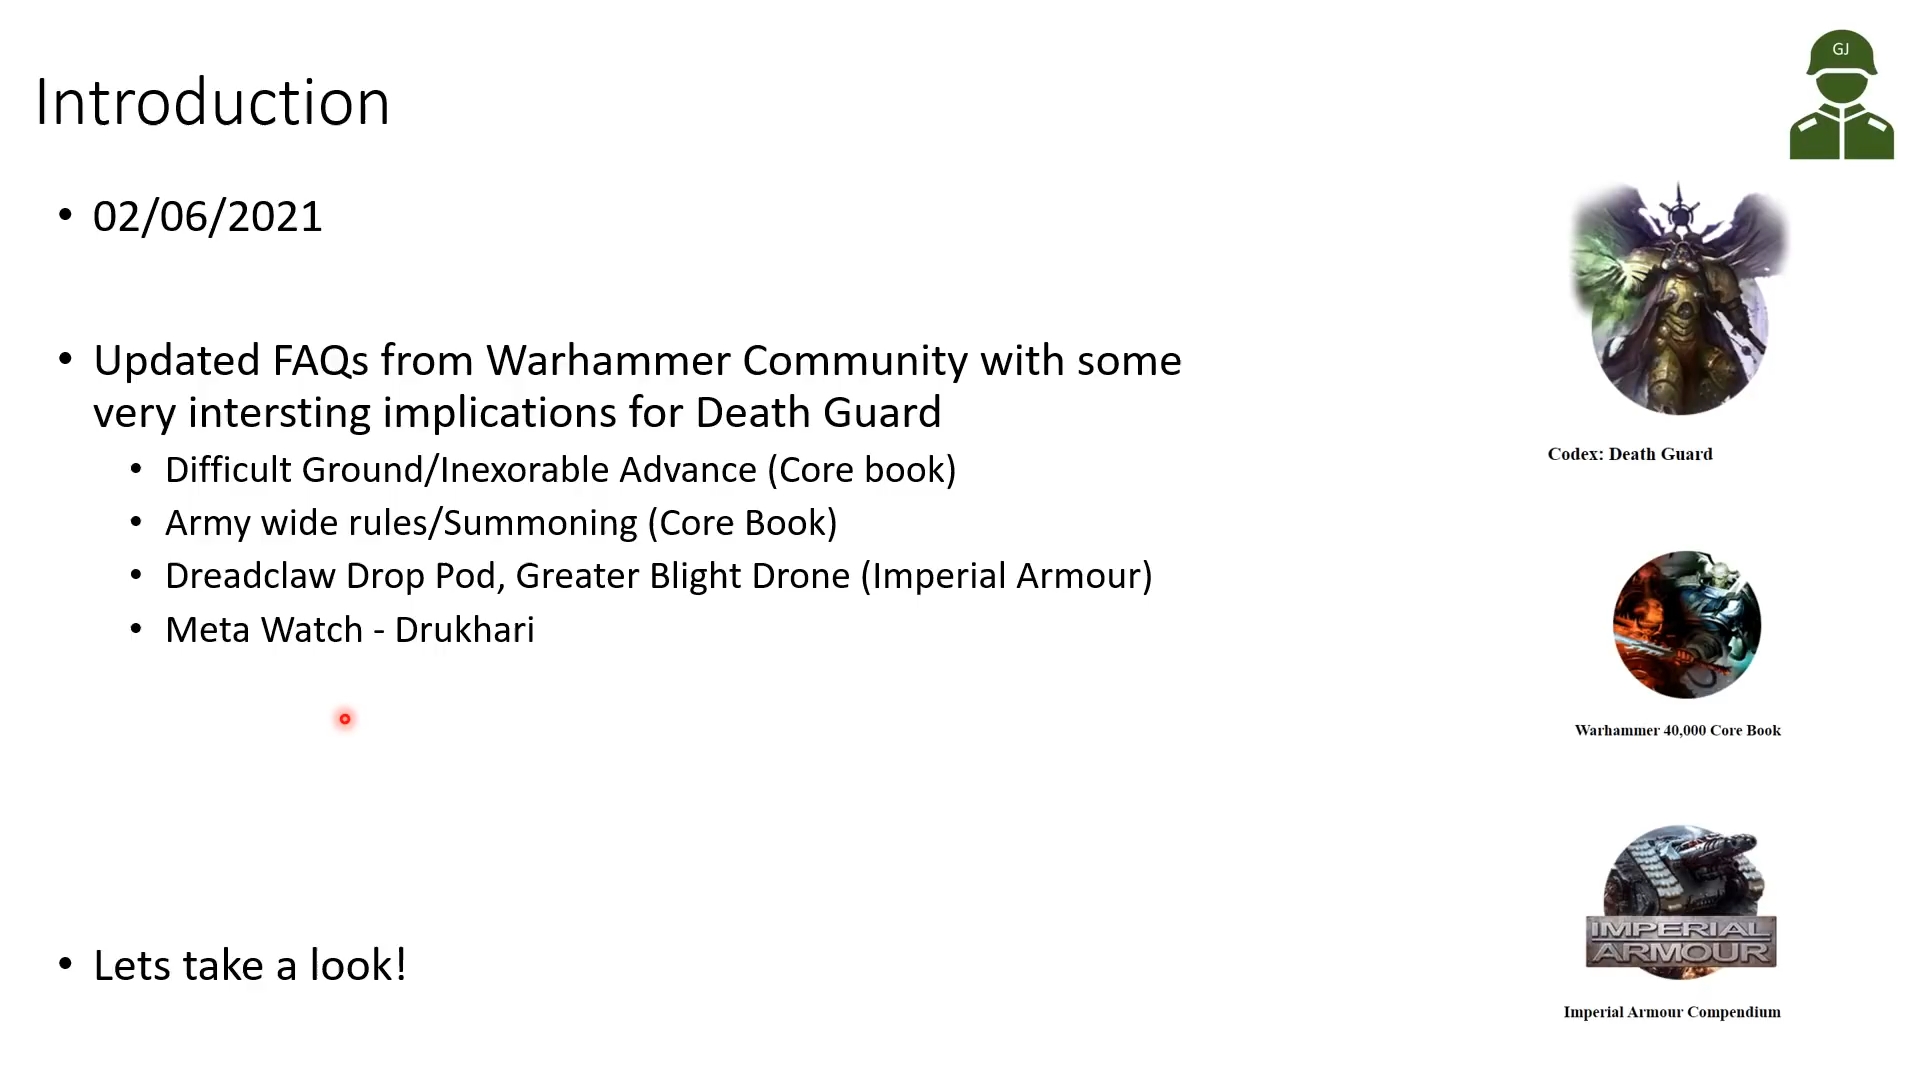 GJ
Introduction
• 02/06/2021
• Updated FAQs from Warhammer Community with some
very intersting implications for Death Guard
• Difficult Ground/Inexorable Advance (Core book)
• Army wide rules/Summoning (Core Book)
• Dreadclaw Drop Pod, Greater Blight Drone (Imperial Armour)
• Meta Watch - Drukhari
• Lets take a look!
Codex: Death Guard
Warhammer 40,000 Core Book
IMPERIAL
ARMOUR
Imperial Armour Compendium